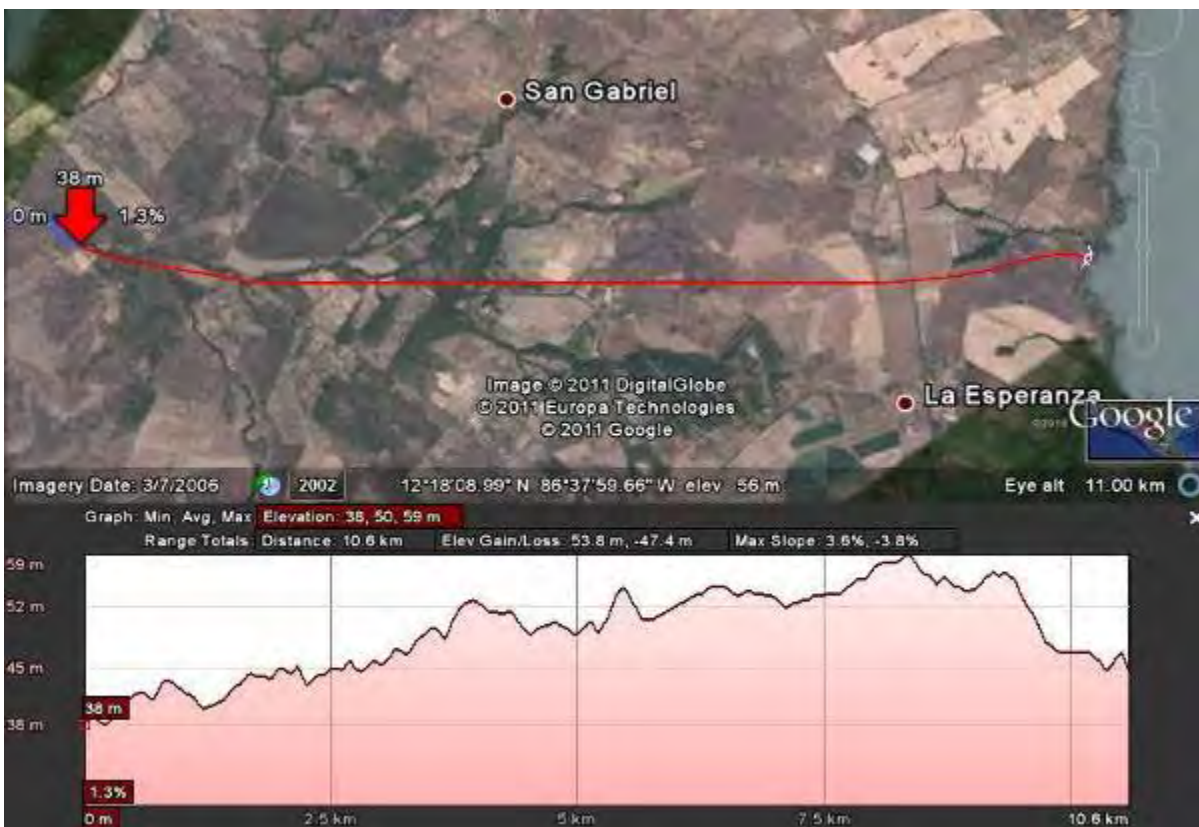 San Gabriel
38 m
0 m 1.3%
Image © 2011 DigitalGlobe
© 2011 Europa Technologies
© 2011 Google
La Esperanza
©2010 Google
Imagery Date: 3/7/2006 2002 12°18'08.99" N 86°37'59.66" W elev 56 m Eye alt 11.00 km
Graph: Min, Avg, Max Elevation: 38, 50, 59 m
Range Totals: Distance: 10.6 km Elev Gain/Loss: 53.8 m, -47.4 m Max Slope: 3.6%, -3.8%
59 m
52 m
45 m
38 m
38 m
1.3%
0 m 2.5 km 5 km 7.5 km 10.6 km